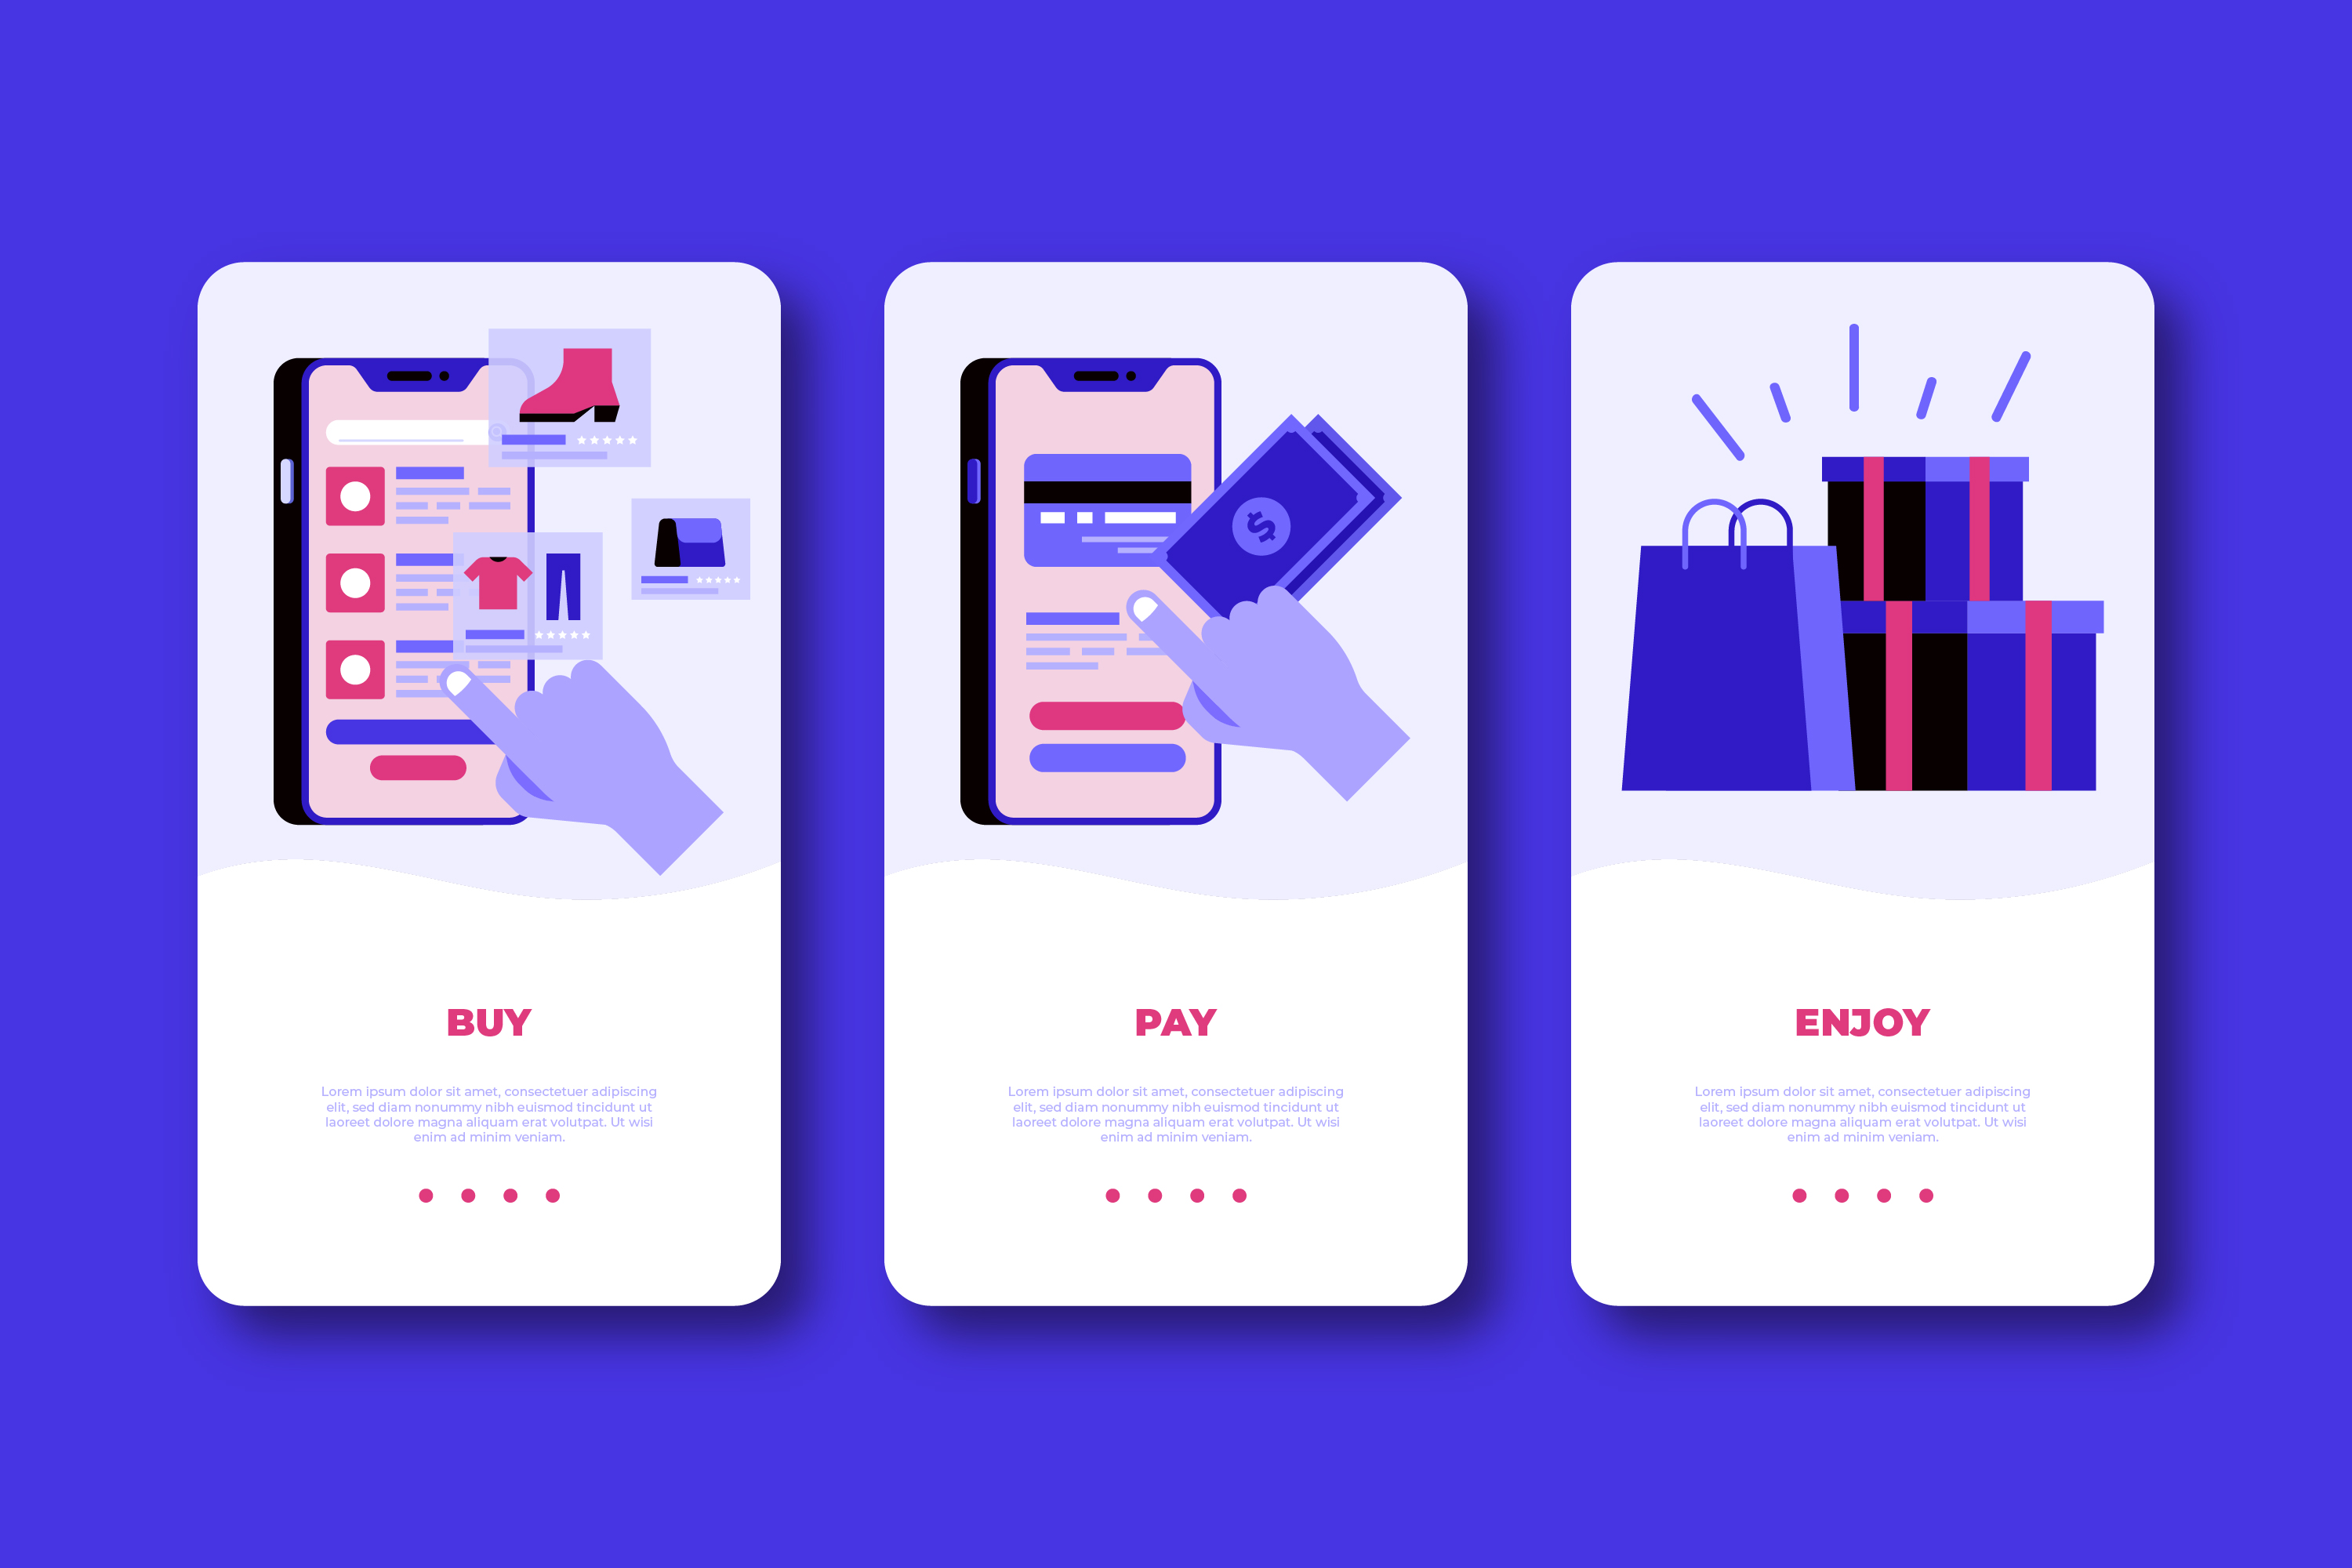 BUY
Lorem ipsum dolor sit amet, consectetuer adipiscing
elit, sed diam nonummy nibh euismod tincidunt ut
laoreet dolore magna aliquam erat volutpat. Ut wisi
enim ad minim veniam.
$
PAY
Lorem ipsum dolor sit amet, consectetuer adipiscing
elit, sed diam nonummy nibh euismod tincidunt ut
laoreet dolore magna aliquam erat volutpat. Ut wisi
enim ad minim veniam.
ENJOY
Lorem ipsum dolor sit amet, consectetuer adipiscing
elit, sed diam nonummy nibh euismod tincidunt ut
laoreet dolore magna aliquam erat volutpat. Ut wisi
enim ad minim veniam.